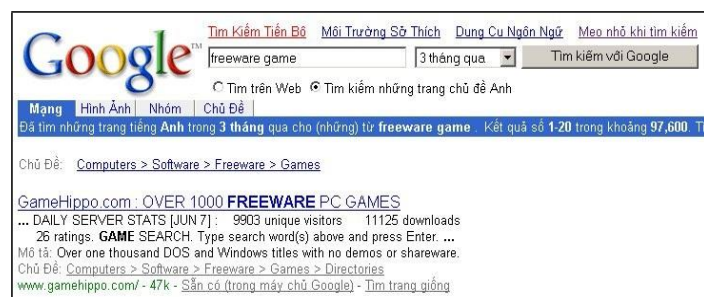 Tìm Kiếm Tiến Bộ Môi Trường Sở Thích Dụng Cụ Ngôn Ngữ Mẹo nhỏ khi tìm kiếm
Google™
freeware game 3 tháng qua Tìm kiếm với Google
Tìm trên Web Tìm kiếm những trang chủ đề Anh
Mạng Hình Ảnh Nhóm Chủ Đề
Đã tìm những trang tiếng Anh trong 3 tháng qua cho (những) từ freeware game . Kết quả số 1-20 trong khoảng 97,600. T
Chủ Đề: Computers > Software > Freeware > Games
GameHippo.com : OVER 1000 FREEWARE PC GAMES
... DAILY SERVER STATS [JUN 7] : 9903 unique visitors 11125 downloads
26 ratings. GAME SEARCH. Type search word(s) above and press Enter. ...
Mô tả: Over one thousand DOS and Windows titles with no demos or shareware.
Chủ Đề: Computers > Software > Freeware > Games > Directories
www.gamehippo.com/ - 47k - Sẵn có (trong máy chủ Google) - Tìm trang giống